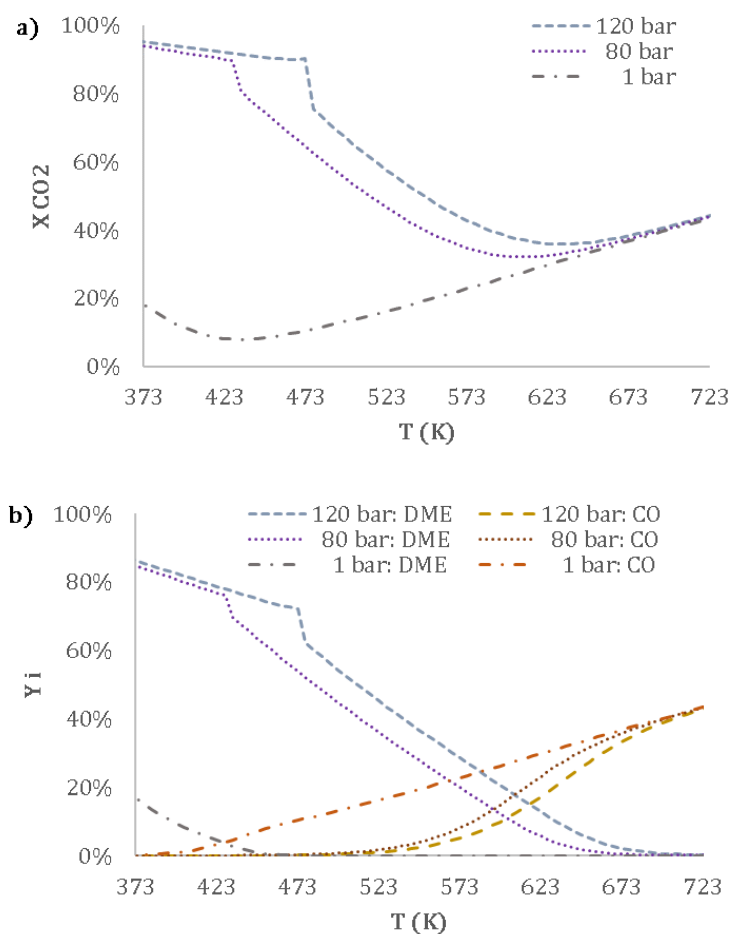 a)
100%
80%
60%
40%
20%
0%
X CO2
120 bar
80 bar
1 bar
373 423 473 523 573 623 673 723
T (K)
b)
100%
80%
60%
40%
20%
0%
Y i
120 bar: DME 120 bar: CO
80 bar: DME 80 bar: CO
1 bar: DME 1 bar: CO
373 423 473 523 573 623 673 723
T (K)